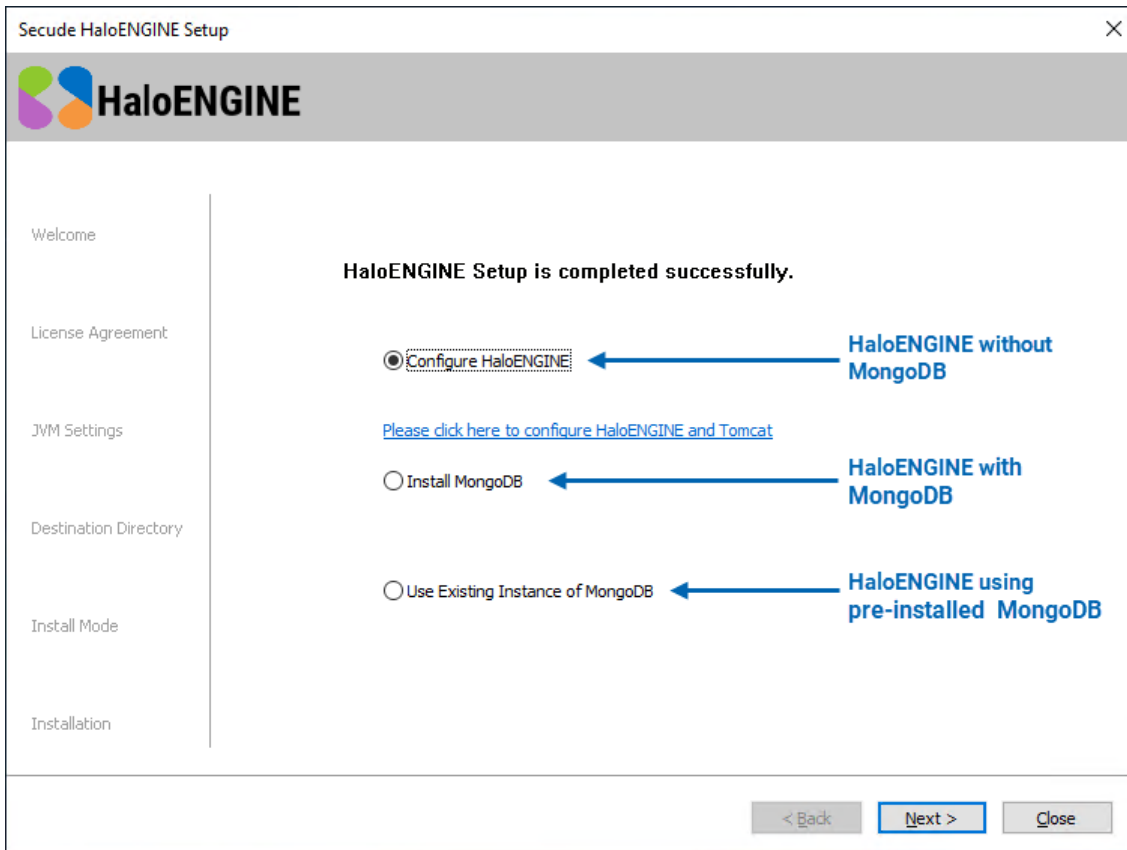 Secude HaloENGINE Setup
HaloENGINE
Welcome
License Agreement
JVM Settings
Destination Directory
Install Mode
Installation
HaloENGINE Setup is completed successfully.
Configure HaloENGINE
HaloENGINE without
MongoDB
Please click here to configure HaloENGINE and Tomcat
Install MongoDB
HaloENGINE with
MongoDB
Use Existing Instance of MongoDB
HaloENGINE using
pre-installed MongoDB
< Back
Next >
Close